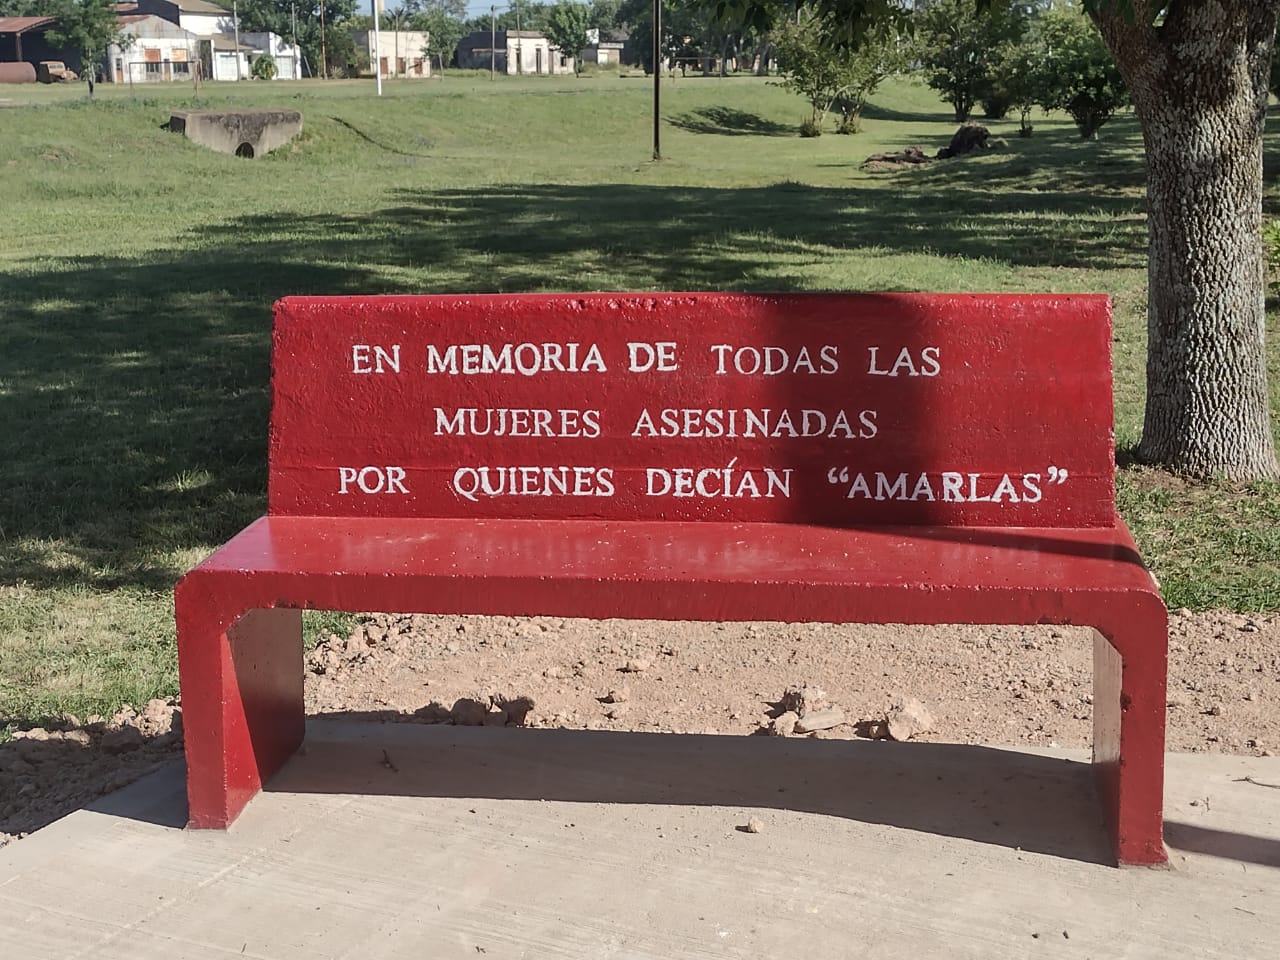 EN MEMORIA DE TODAS LAS
MUJERES ASESINADAS
POR QUIENES DECÍAN “AMARLAS”